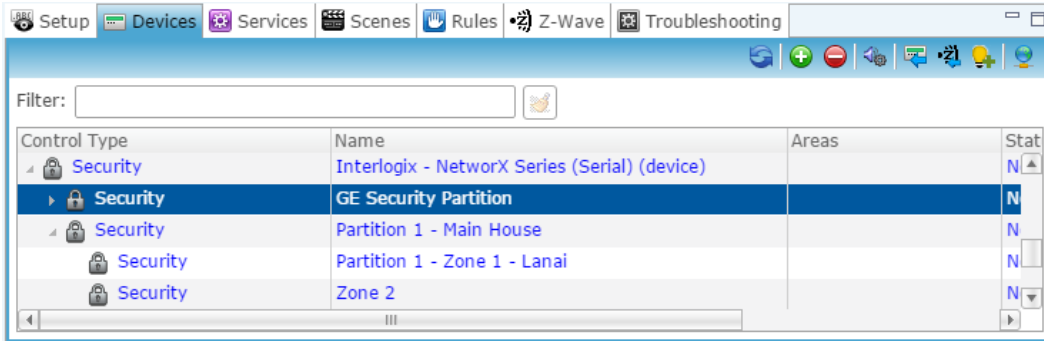 Setup Devices Services Scenes Rules Z-Wave Troubleshooting
Filter:
Control Type Name Areas Stat
Security Interlogix - NetworX Series (Serial) (device) N
Security GE Security Partition N
Security Partition 1 - Main House N
Security Partition 1 - Zone 1 - Lanai N
Security Zone 2 N